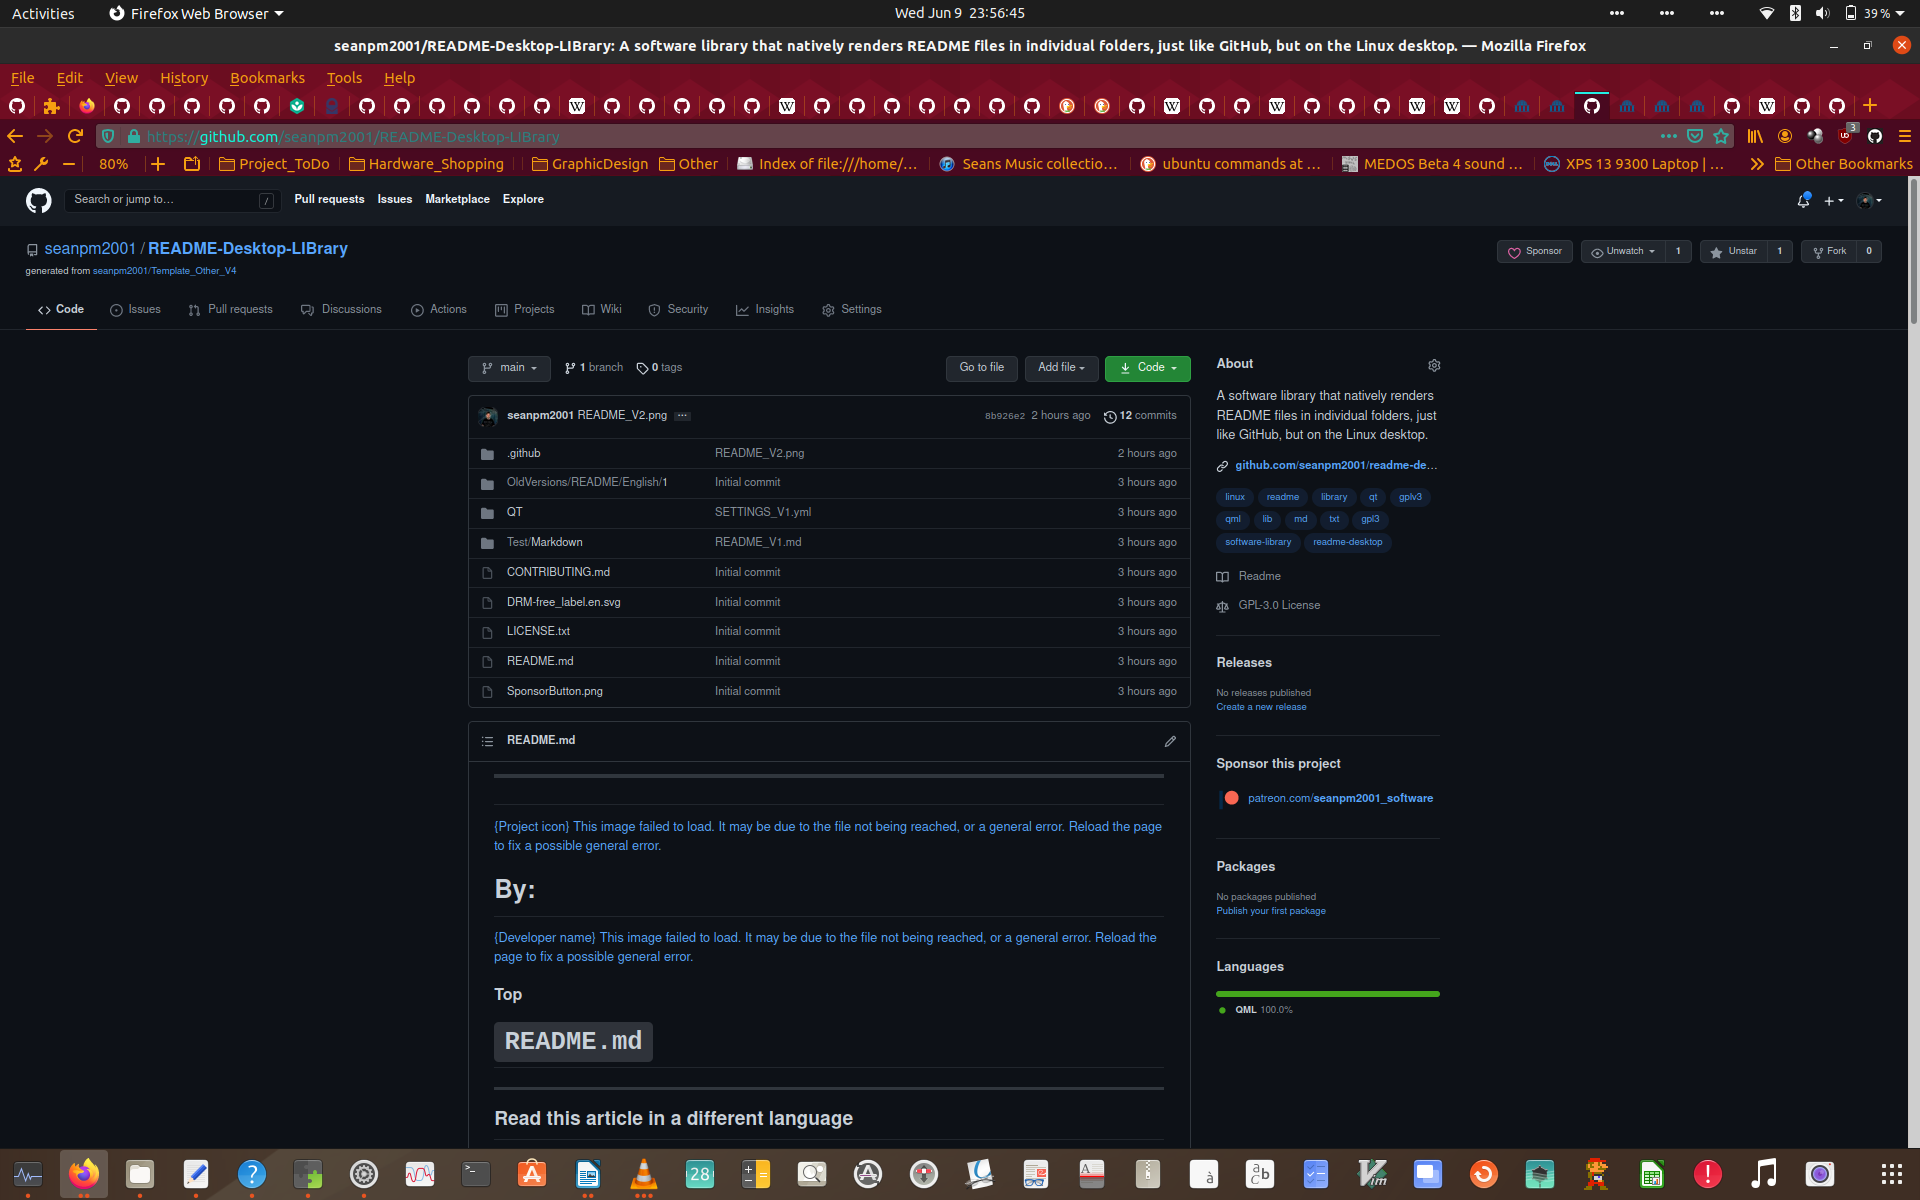 Activities
Firefox Web Browser
Wed Jun 9 23:56:45
39 %
seanpm2001/README-Desktop-LIBrary: A software library that natively renders README files in individual folders, just like GitHub, but on the Linux desktop. — Mozilla Firefox
File Edit View History Bookmarks Tools Help
https://github.com/seanpm2001/README-Desktop-LIBrary
3
80%
Project_ToDo
Hardware_Shopping
GraphicDesign
Other
Index of file:///home/…
Seans Music collectio…
ubuntu commands at …
MEDOS Beta 4 sound …
XPS 13 9300 Laptop | …
Other Bookmarks
Search or jump to…
/
Pull requests Issues Marketplace Explore
seanpm2001 / README-Desktop-LIBrary
generated from seanpm2001/Template_Other_V4
Sponsor
Unwatch 1
Unstar 1
Fork 0
Code Issues Pull requests Discussions Actions Projects Wiki Security Insights Settings
main
1 branch
0 tags
Go to file
Add file
Code
seanpm2001 README_V2.png ...
8b926e2 2 hours ago
12 commits
.github README_V2.png 2 hours ago
OldVersions/README/English/1 Initial commit 3 hours ago
QT SETTINGS_V1.yml 3 hours ago
Test/Markdown README_V1.md 3 hours ago
CONTRIBUTING.md Initial commit 3 hours ago
DRM-free_label.en.svg Initial commit 3 hours ago
LICENSE.txt Initial commit 3 hours ago
README.md Initial commit 3 hours ago
SponsorButton.png Initial commit 3 hours ago
README.md
{Project icon} This image failed to load. It may be due to the file not being reached, or a general error. Reload the page
to fix a possible general error.
By:
{Developer name} This image failed to load. It may be due to the file not being reached, or a general error. Reload the
page to fix a possible general error.
Top
README.md
Read this article in a different language
About
A software library that natively renders
README files in individual folders, just
like GitHub, but on the Linux desktop.
github.com/seanpm2001/readme-de…
linux readme library qt gplv3
qml lib md txt gpl3
software-library readme-desktop
Readme
GPL-3.0 License
Releases
No releases published
Create a new release
Sponsor this project
patreon.com/seanpm2001_software
Packages
No packages published
Publish your first package
Languages
QML 100.0%
28